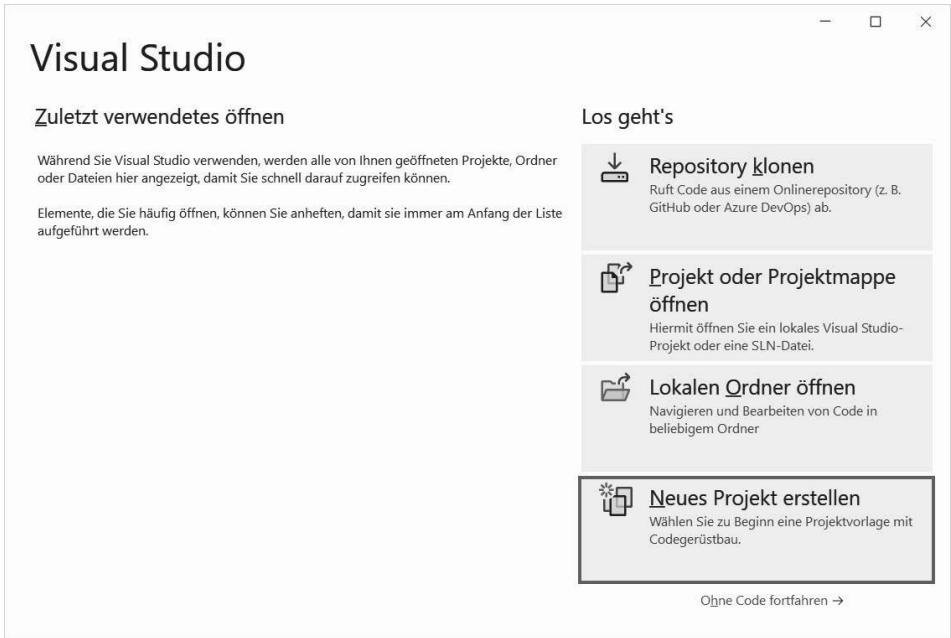 Visual Studio
Zuletzt verwendetes öffnen
Während Sie Visual Studio verwenden, werden alle von Ihnen geöffneten Projekte, Ordner
oder Dateien hier angezeigt, damit Sie schnell darauf zugreifen können.
Elemente, die Sie häufig öffnen, können Sie anheften, damit sie immer am Anfang der Liste
aufgeführt werden.
Los geht's
Repository klonen
Ruft Code aus einem Onlinerepository (z. B.
GitHub oder Azure DevOps) ab.
Projekt oder Projektmappe
öffnen
Hiermit öffnen Sie ein lokales Visual Studio-
Projekt oder eine SLN-Datei.
Lokalen Ordner öffnen
Navigieren und Bearbeiten von Code in
beliebigem Ordner
Neues Projekt erstellen
Wählen Sie zu Beginn eine Projektvorlage mit
Codegerüstbau.
Ohne Code fortfahren →